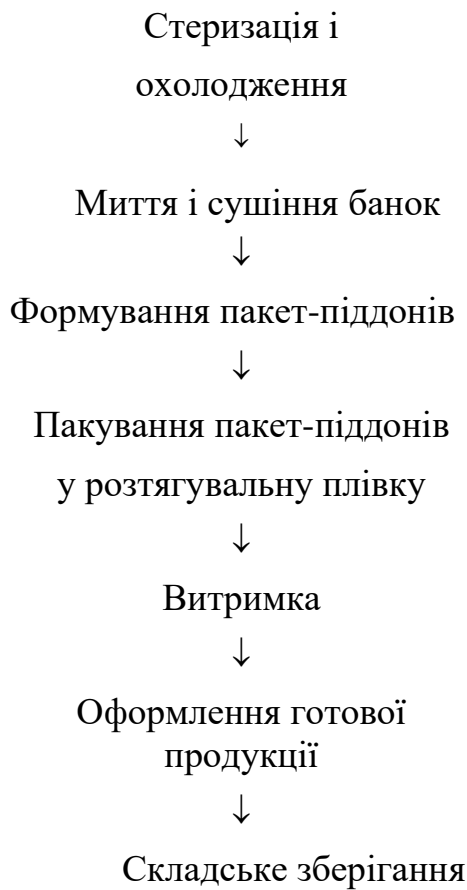 Стеризація і
охолодження
↓
Миття і сушіння банок
↓
Формування пакет-піддонів
↓
Пакування пакет-піддонів
у розтягувальну плівку
↓
Витримка
↓
Оформлення готової
продукції
↓
Складське зберігання